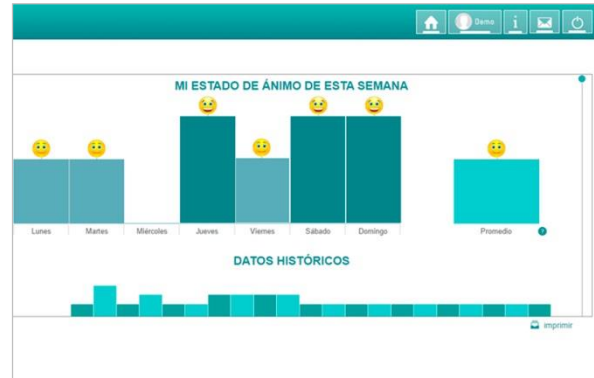 Demo
MI ESTADO DE ÁNIMO DE ESTA SEMANA
Lunes Martes Miércoles Jueves Viernes Sábado Domingo Promedio ?
DATOS HISTÓRICOS
imprimir